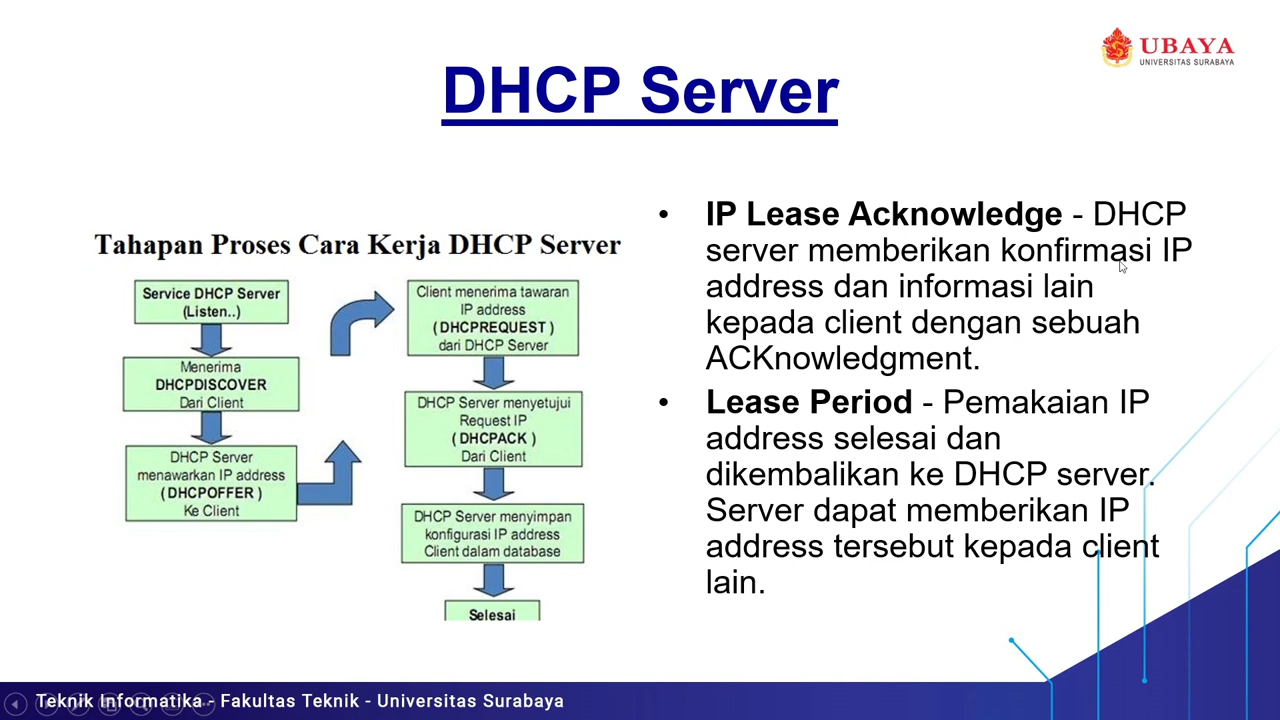 UBAYA
UNIVERSITAS SURABAYA
DHCP Server
Tahapan Proses Cara Kerja DHCP Server
Service DHCP Server
(Listen..)
Menerima
DHCPDISCOVER
Dari Client
DHCP Server
menawarkan IP address
(DHCPOFFER )
Ke Client
Client menerima tawaran
IP address
(DHCPREQUEST )
dari DHCP Server
DHCP Server menyetujui
Request IP
(DHCPACK )
Dari Client
DHCP Server menyimpan
konfigurasi IP address
Client dalam database
Selesai
• IP Lease Acknowledge - DHCP
server memberikan konfirmasi IP
address dan informasi lain
kepada client dengan sebuah
ACKnowledgment.
• Lease Period - Pemakaian IP
address selesai dan
dikembalikan ke DHCP server.
Server dapat memberikan IP
address tersebut kepada client
lain.
Teknik Informatika - Fakultas Teknik - Universitas Surabaya